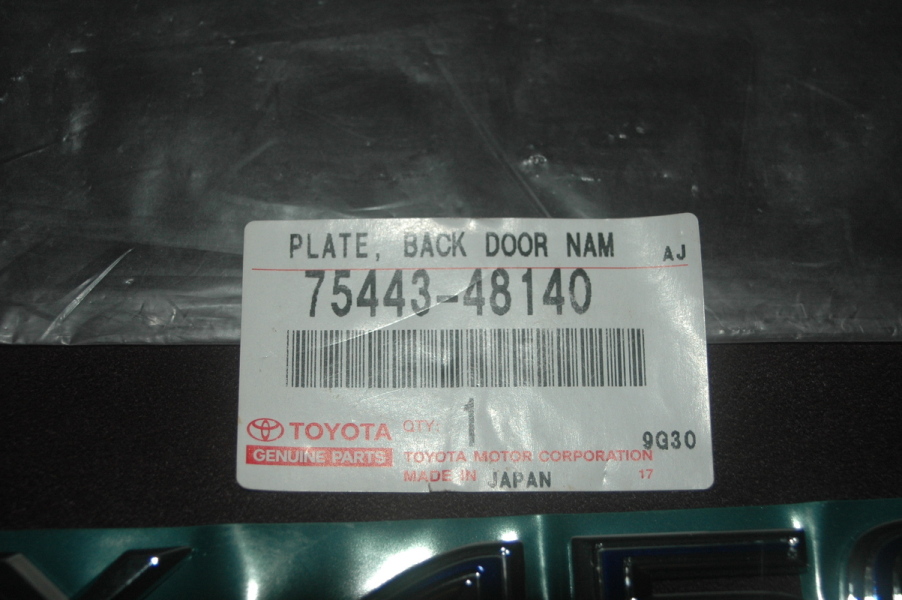 PLATE, BACK DOOR NAM AJ
75443-48140
TOYOTA QTY: 1
GENUINE PARTS
9G30
TOYOTA MOTOR CORPORATION
MADE IN JAPAN 17